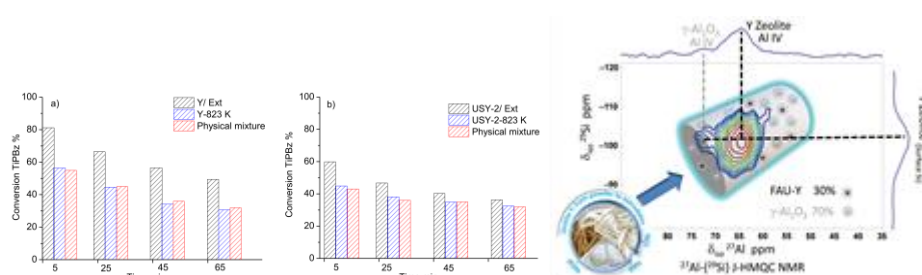 a)
Y/ Ext
Y-823 K
Physical mixture
Conversion TiPBz %
100
80
60
40
20
0
5 25 45 65
b)
USY-2/ Ext
USY-2-823 K
Physical mixture
Conversion TiPBz %
100
80
60
40
20
0
5 25 45 65
γ-Al₂O₃
Al IV
Y Zeolite
Al IV
-120
-110
-100
-90
δiso ²⁹Si ppm
FAU-Y 30%
γ-Al₂O₃ 70%
80 75 70 65 60 55 50 45 40 35
δiso ²⁷Al ppm
²⁷Al-{²⁹Si} J-HMQC NMR